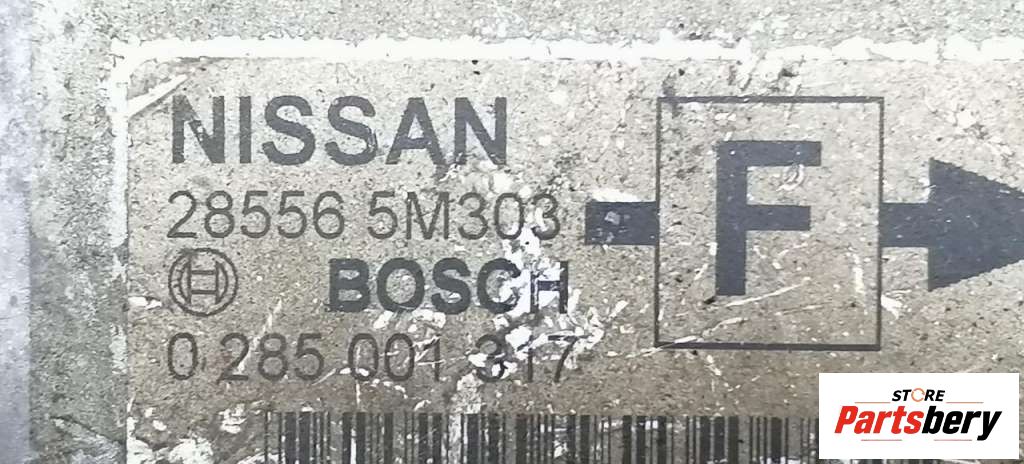 NISSAN
28556 5M303
BOSCH
0 285 001 317
F
STORE
Partsbery